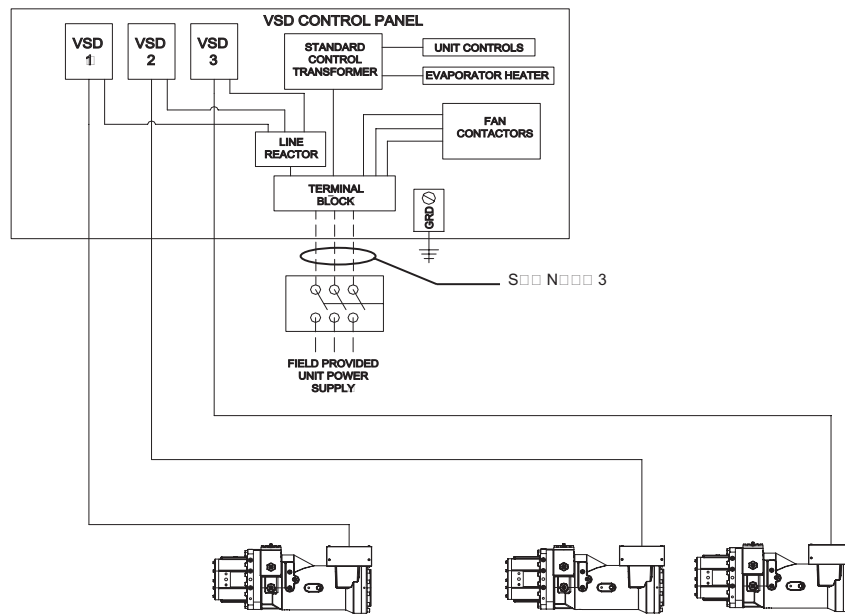 VSD CONTROL PANEL
VSD
1
VSD
2
VSD
3
STANDARD
CONTROL
TRANSFORMER
UNIT CONTROLS
EVAPORATOR HEATER
FAN
CONTACTORS
LINE
REACTOR
TERMINAL
BLOCK
GRD
3
FIELD PROVIDED
UNIT POWER
SUPPLY